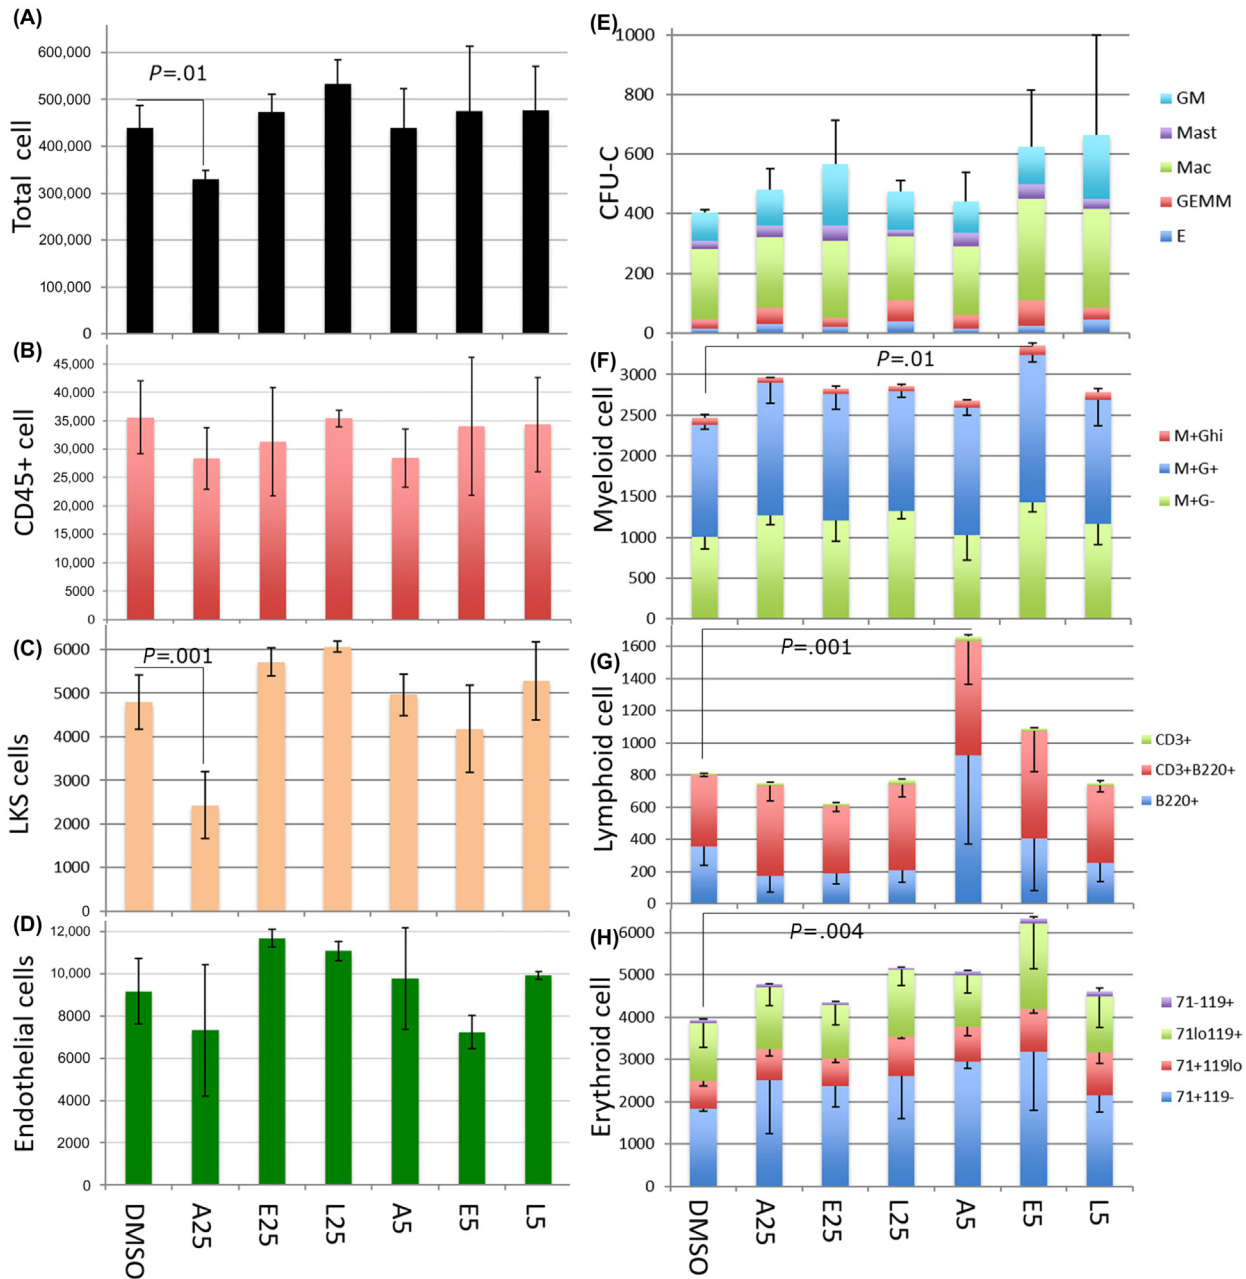 (A)
Total cell
600,000
500,000
400,000
300,000
200,000
100,000
0
P=.01
(B)
CD45+ cell
45,000
40,000
35,000
30,000
25,000
20,000
15,000
10,000
5000
0
(C)
LKS cells
6000
5000
4000
3000
2000
1000
0
P=.001
(D)
Endothelial cells
12,000
10,000
8000
6000
4000
2000
0
DMSO
A25
E25
L25
A5
E5
L5
(E)
CFU-C
1000
800
600
400
200
0
GM
Mast
Mac
GEMM
E
(F)
Myeloid cell
3000
2500
2000
1500
1000
500
0
P=.01
M+Ghi
M+G+
M+G-
(G)
Lymphoid cell
1600
1400
1200
1000
800
600
400
200
0
P=.001
CD3+
CD3+B220+
B220+
(H)
Erythroid cell
6000
5000
4000
3000
2000
1000
0
P=.004
71-119+
71lo119+
71+119lo
71+119-
DMSO
A25
E25
L25
A5
E5
L5